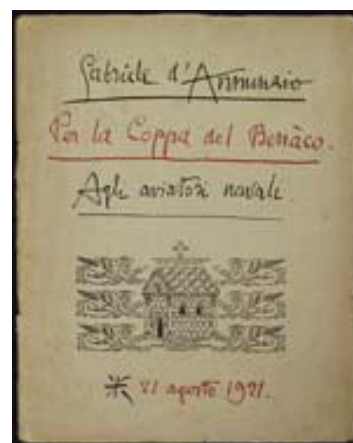 Gabriele d'Annunzio
Per la Coppa del Benàco.
Agli aviatori navali.
21 agosto 1921.